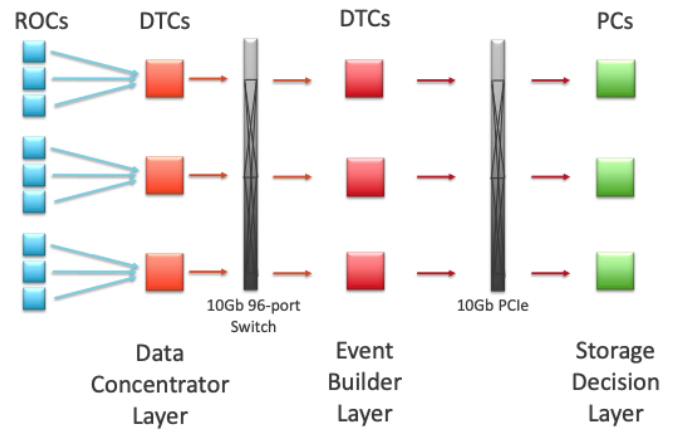 ROCs
DTCs
DTCs
PCs
10Gb 96-port
Switch
10Gb PCIe
Data
Concentrator
Layer
Event
Builder
Layer
Storage
Decision
Layer